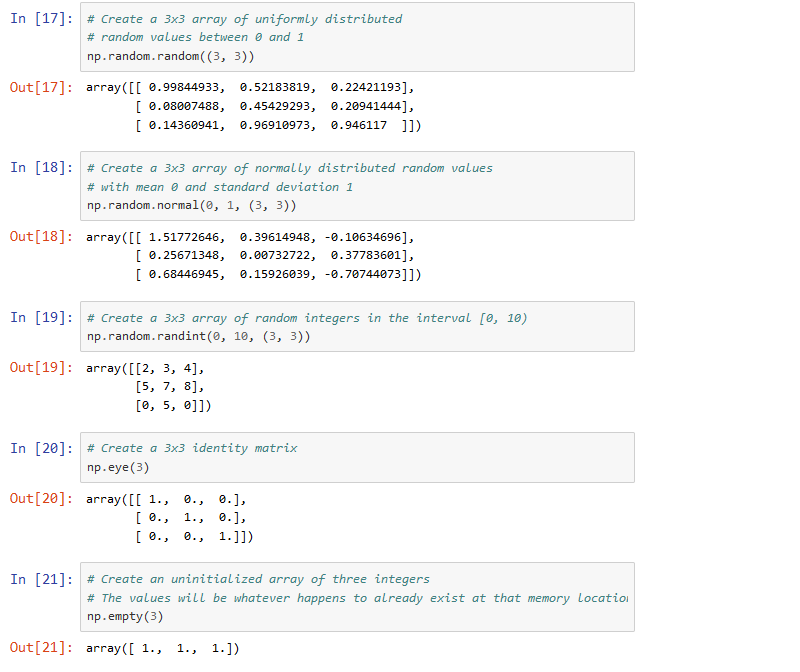 In [17]: # Create a 3x3 array of uniformly distributed
# random values between 0 and 1
np.random.random((3, 3))
Out[17]: array([[ 0.99844933,  0.52183819,  0.22421193],
       [ 0.08007488,  0.45429293,  0.20941444],
       [ 0.14360941,  0.96910973,  0.946117  ]])
In [18]: # Create a 3x3 array of normally distributed random values
# with mean 0 and standard deviation 1
np.random.normal(0, 1, (3, 3))
Out[18]: array([[ 1.51772646,  0.39614948, -0.10634696],
       [ 0.25671348,  0.00732722,  0.37783601],
       [ 0.68446945,  0.15926039, -0.70744073]])
In [19]: # Create a 3x3 array of random integers in the interval [0, 10)
np.random.randint(0, 10, (3, 3))
Out[19]: array([[2, 3, 4],
       [5, 7, 8],
       [0, 5, 0]])
In [20]: # Create a 3x3 identity matrix
np.eye(3)
Out[20]: array([[ 1.,  0.,  0.],
       [ 0.,  1.,  0.],
       [ 0.,  0.,  1.]])
In [21]: # Create an uninitialized array of three integers
# The values will be whatever happens to already exist at that memory location
np.empty(3)
Out[21]: array([ 1.,  1.,  1.])